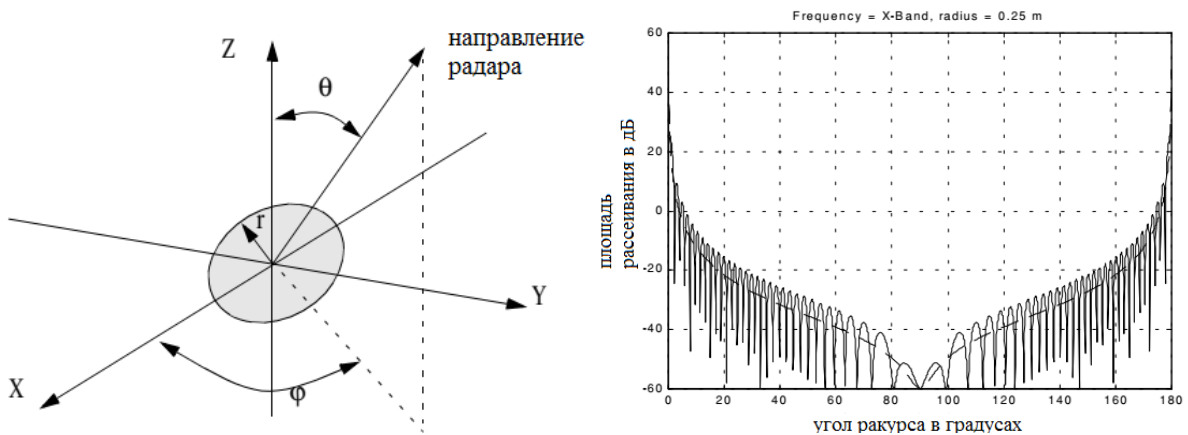 Z
направление
радара
θ
r
Y
X
φ
Frequency = X-Band, radius = 0.25 m
площадь
рассеивания в дБ
60
40
20
0
-20
-40
-60
0 20 40 60 80 100 120 140 160 180
угол ракурса в градусах